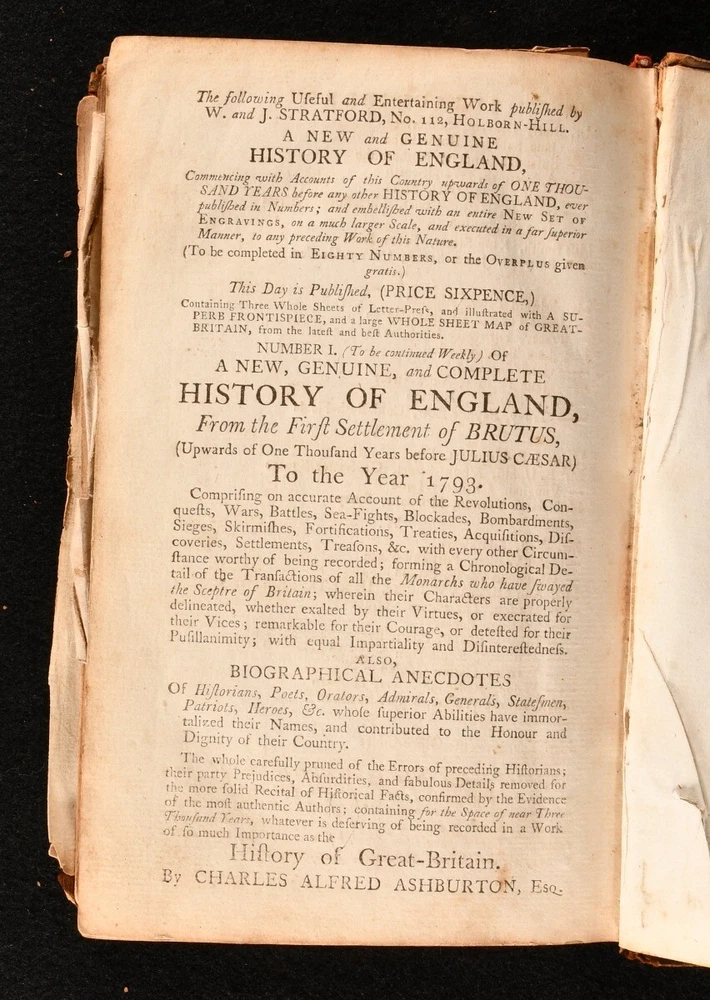 The following Uſeful and Entertaining Work publiſhed by
W. and J. STRATFORD, No. 112, HOLBORN-HILL.
A NEW and GENUINE
HISTORY OF ENGLAND,
Commencing with Accounts of this Country upwards of ONE THOU-
SAND YEARS before any other HISTORY OF ENGLAND, ever
publiſhed in Numbers; and embelliſhed with an entire NEW SET OF
ENGRAVINGS, on a much larger Scale, and executed in a far ſuperior
Manner, to any preceding Work of this Nature.
(To be completed in EIGHTY NUMBERS, or the OVERPLUS given
gratis.)
This Day is Publiſhed, (PRICE SIXPENCE,)
Containing Three Whole Sheets of Letter-Preſs, and illuſtrated with A SU-
PERB FRONTISPIECE, and a large WHOLE SHEET MAP of GREAT-
BRITAIN, from the lateſt and beſt Authorities.
NUMBER I. (To be continued Weekly) OF
A NEW, GENUINE, and COMPLETE
HISTORY OF ENGLAND,
From the Firſt Settlement of BRUTUS,
(Upwards of One Thouſand Years before JULIUS CÆSAR)
To the Year 1793.
Compriſing on accurate Account of the Revolutions, Con-
queſts, Wars, Battles, Sea-Fights, Blockades, Bombardments,
Sieges, Skirmiſhes, Fortifications, Treaties, Acquiſitions, Diſ-
coveries, Settlements, Treaſons, &c. with every other Circum-
ſtance worthy of being recorded; forming a Chronological De-
tail of the Tranſactions of all the Monarchs who have ſwayed
the Sceptre of Britain; wherein their Characters are properly
delineated, whether exalted by their Virtues, or execrated for
their Vices; remarkable for their Courage, or deteſted for their
Puſillanimity; with equal Impartiality and Diſintereſtedneſs.
ALSO,
BIOGRAPHICAL ANECDOTES
Of Hiſtorians, Poets, Orators, Admirals, Generals, Stateſmen,
Patriots, Heroes, &c. whoſe ſuperior Abilities have immor-
talized their Names, and contributed to the Honour and
Dignity of their Country.
The whole carefully pruned of the Errors of preceding Hiſtorians;
their party Prejudices, Abſurdities, and fabulous Details removed for
the more ſolid Recital of Hiſtorical Facts, confirmed by the Evidence
of the moſt authentic Authors; containing for the Space of near Three
Thouſand Years, whatever is deſerving of being recorded in a Work
of ſo much Importance as the
Hiſtory of Great-Britain.
By CHARLES ALFRED ASHBURTON, ESQ.